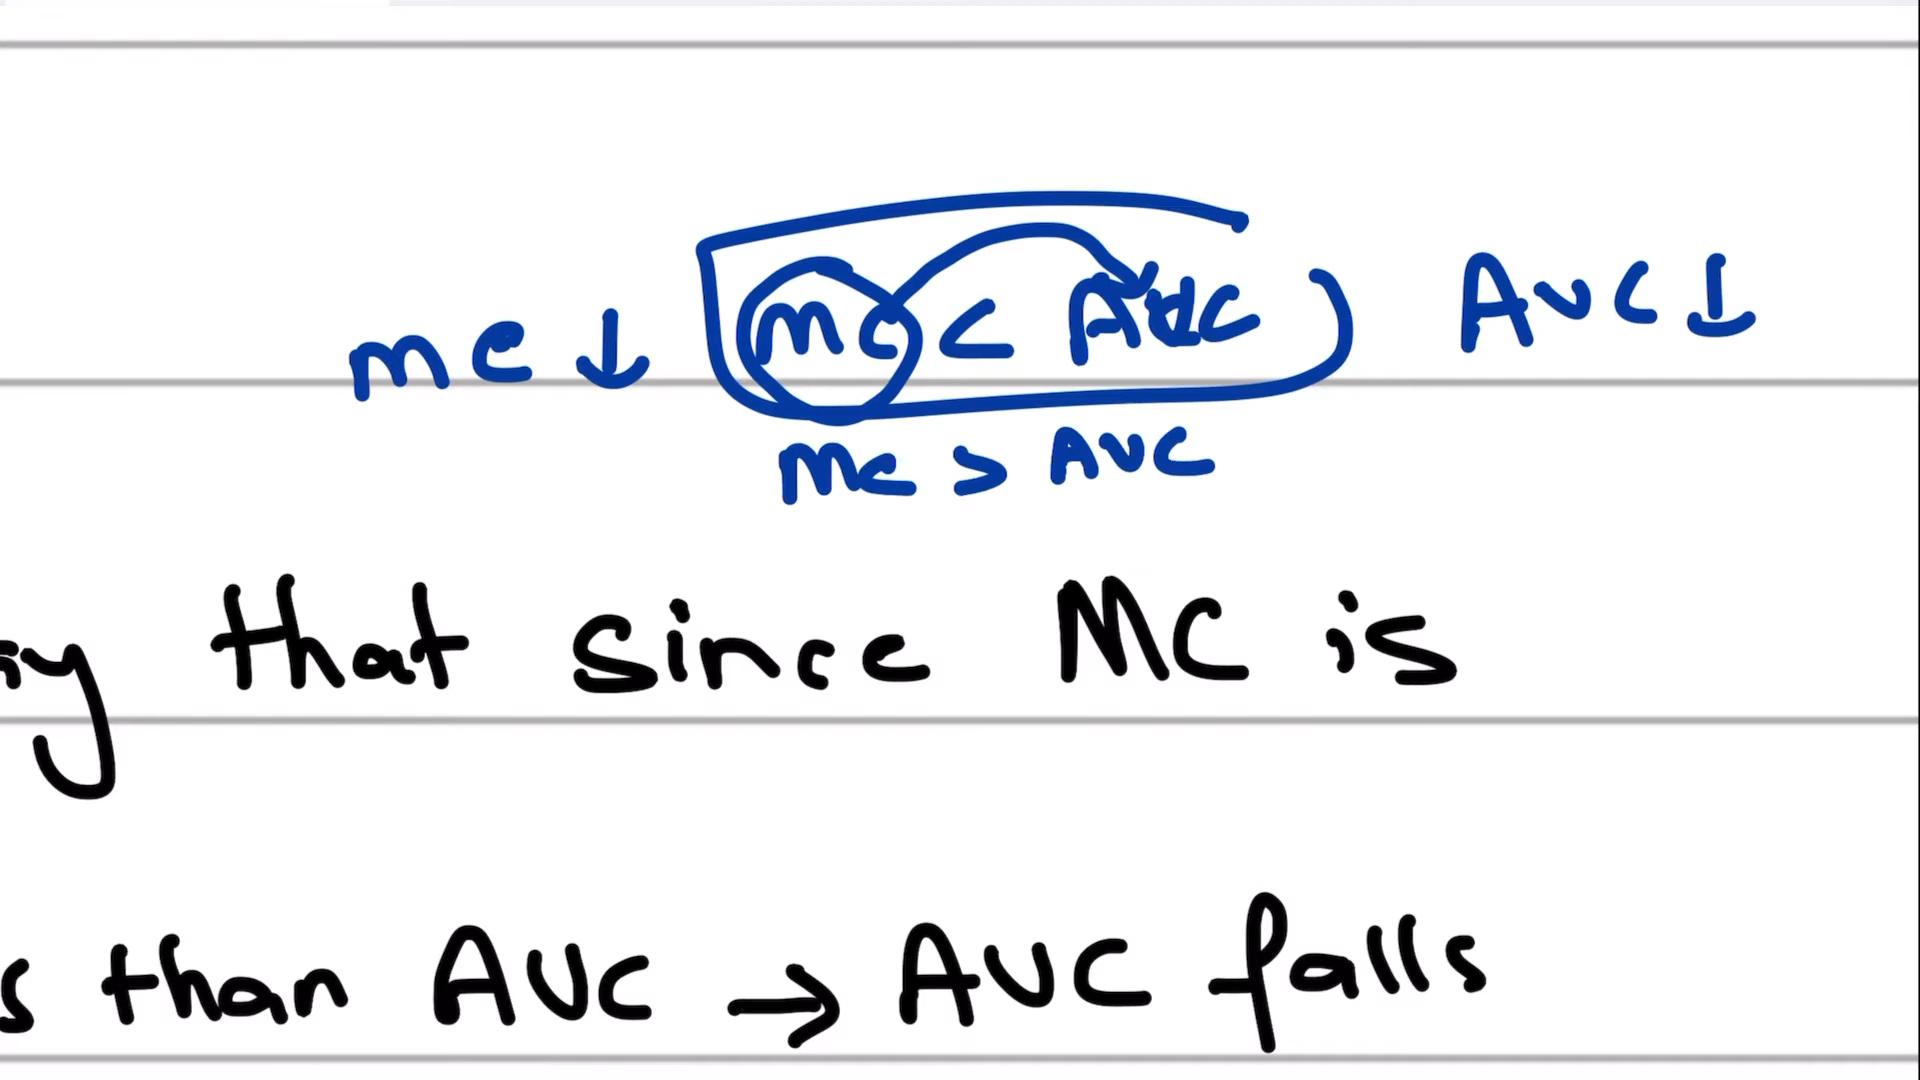 mc ↓ mc < AVC AVC ↓
MC > AVC
that since MC is
than AVC → AVC falls